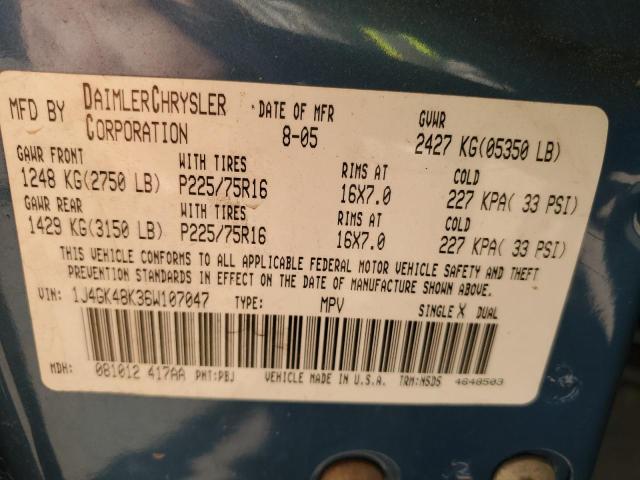 MFD BY DAIMLERCHRYSLER CORPORATION DATE OF MFR 8-05 GVWR 2427 KG(05350 LB)
GAWR FRONT WITH TIRES RIMS AT COLD
1248 KG(2750 LB) P225/75R16 16X7.0 227 KPA( 33 PSI)
GAWR REAR WITH TIRES RIMS AT COLD
1429 KG(3150 LB) P225/75R16 16X7.0 227 KPA( 33 PSI)
THIS VEHICLE CONFORMS TO ALL APPLICABLE FEDERAL MOTOR VEHICLE SAFETY AND THEFT
PREVENTION STANDARDS IN EFFECT ON THE DATE OF MANUFACTURE SHOWN ABOVE.
VIN: 1J4GK48K36W107047 TYPE: MPV SINGLE X DUAL
MDH: 081012 417AA PNT:PBJ VEHICLE MADE IN U.S.A. TRM:NSDS 4648503